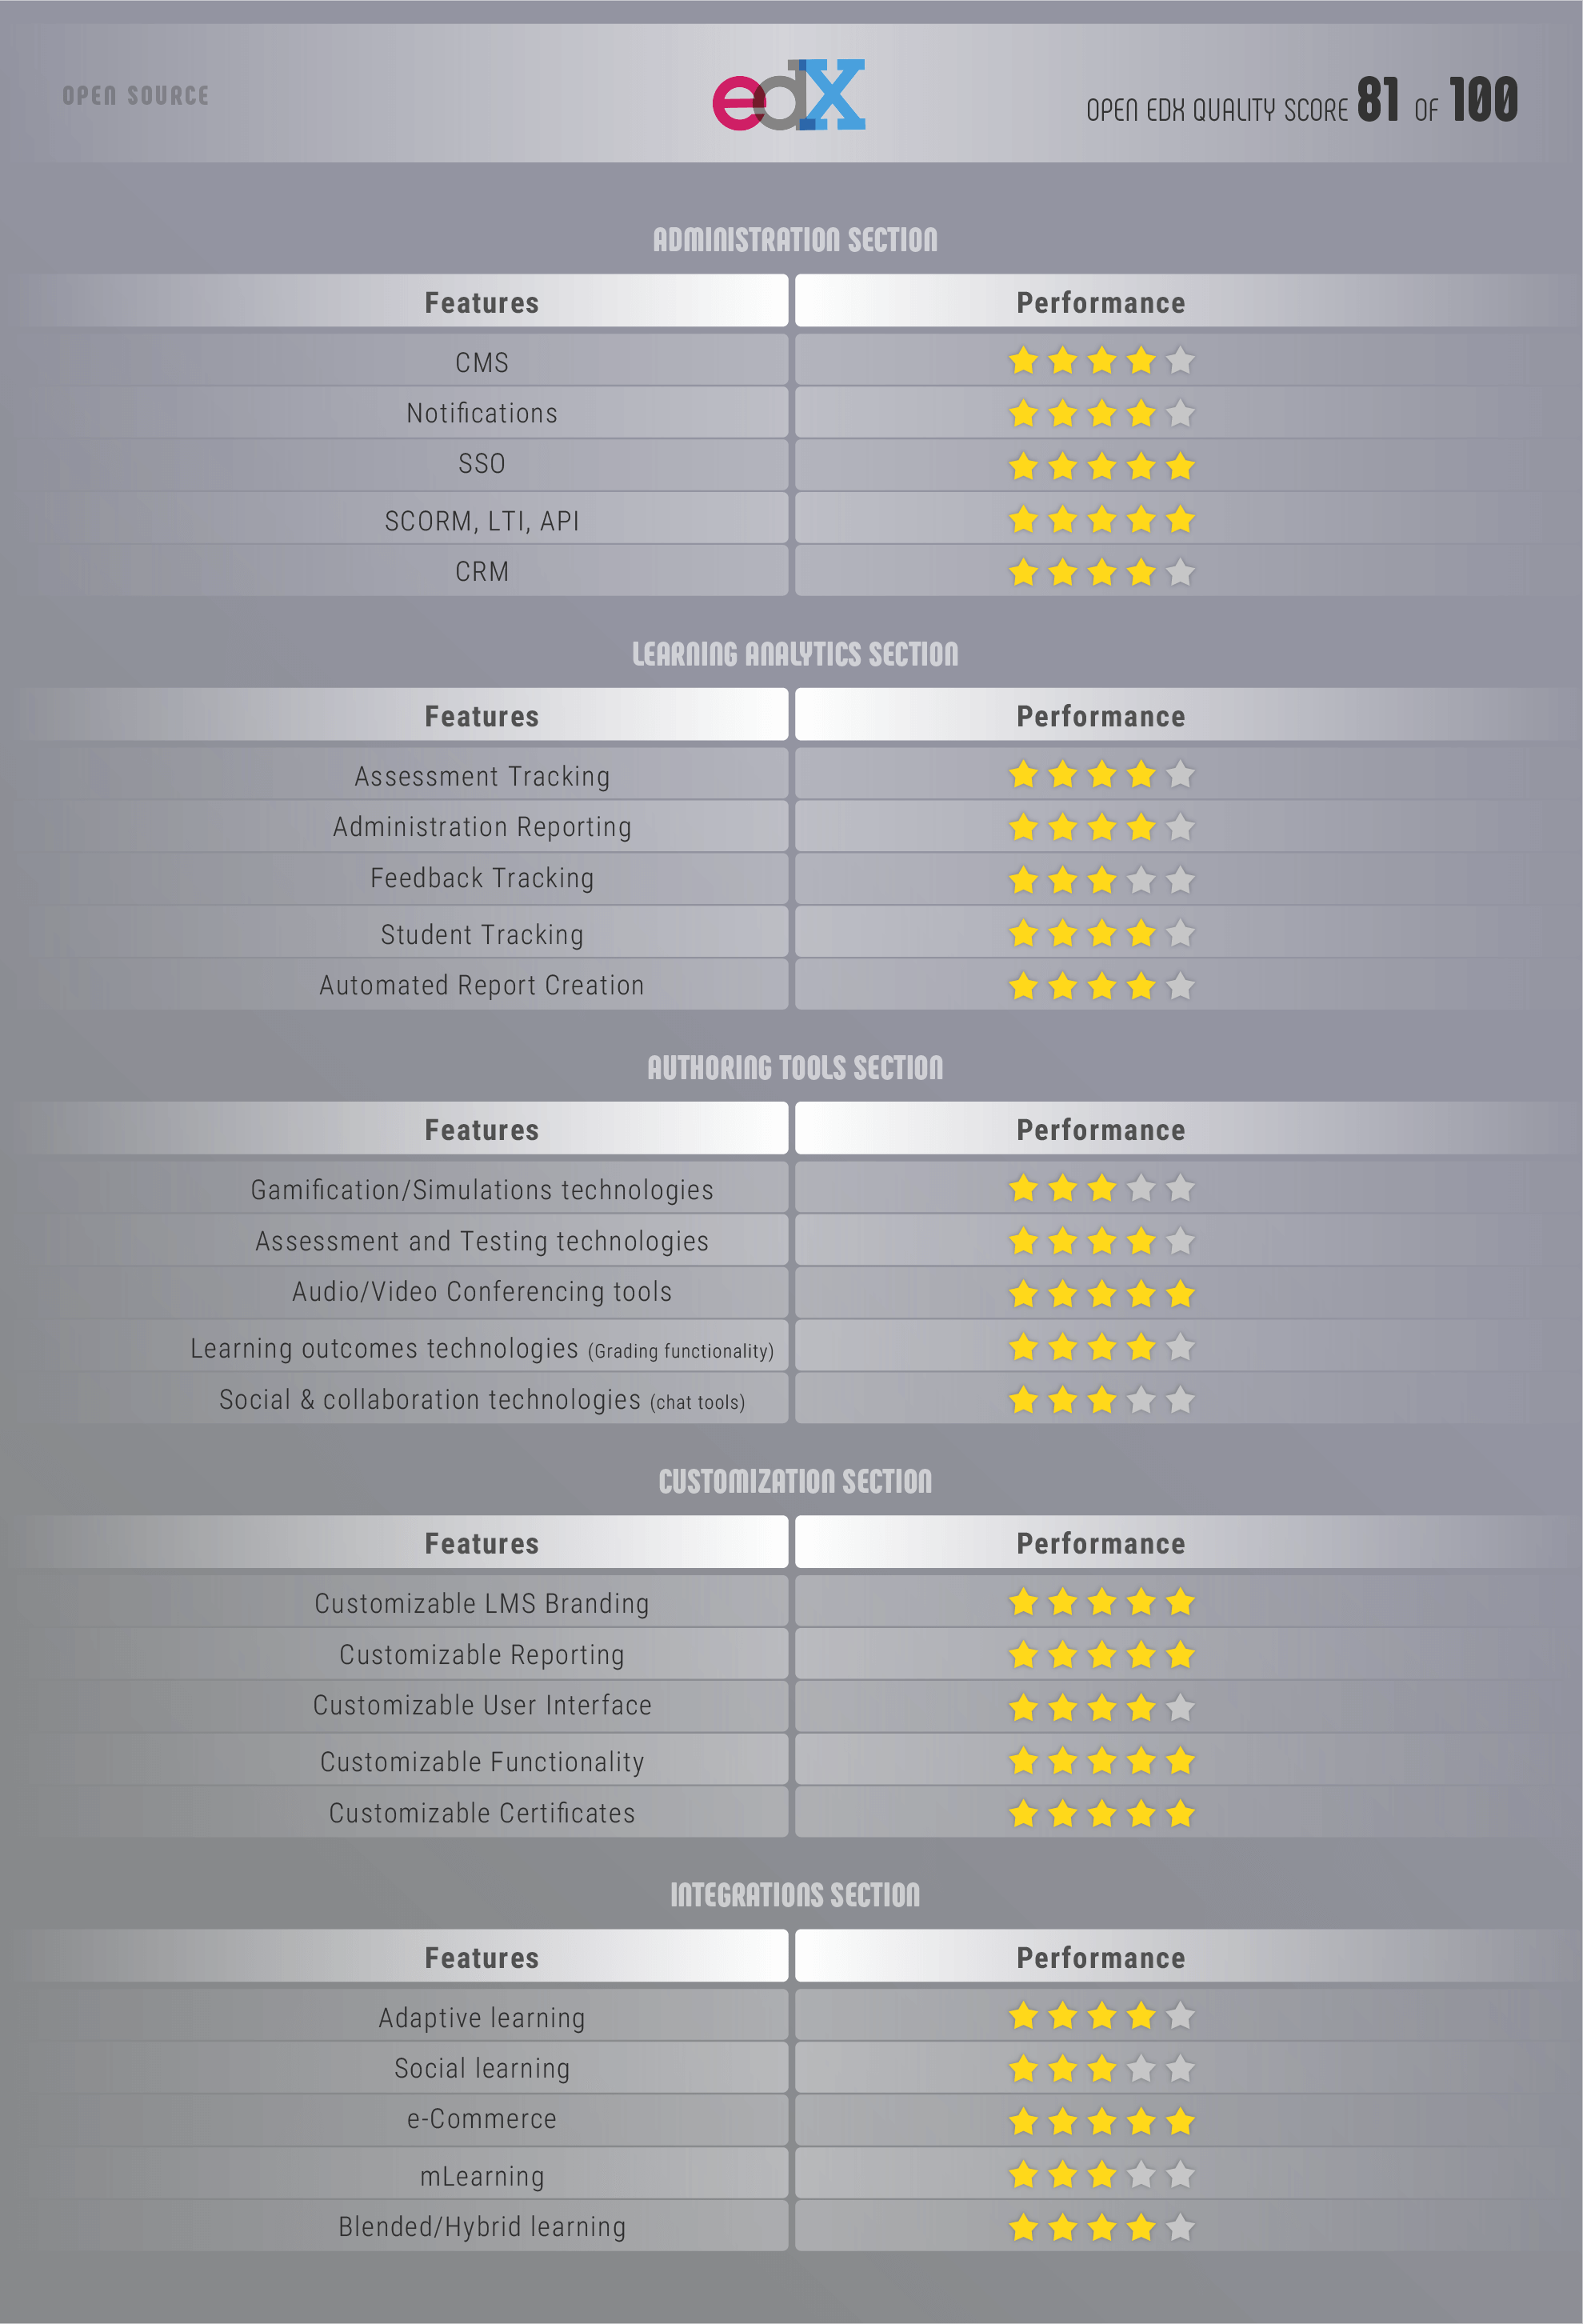 OPEN SOURCE
edX
OPEN EDX QUALITY SCORE 81 OF 100
ADMINISTRATION SECTION
Features Performance
CMS
Notifications
SSO
SCORM, LTI, API
CRM
LEARNING ANALYTICS SECTION
Features Performance
Assessment Tracking
Administration Reporting
Feedback Tracking
Student Tracking
Automated Report Creation
AUTHORING TOOLS SECTION
Features Performance
Gamification/Simulations technologies
Assessment and Testing technologies
Audio/Video Conferencing tools
Learning outcomes technologies (Grading functionality)
Social & collaboration technologies (chat tools)
CUSTOMIZATION SECTION
Features Performance
Customizable LMS Branding
Customizable Reporting
Customizable User Interface
Customizable Functionality
Customizable Certificates
INTEGRATIONS SECTION
Features Performance
Adaptive learning
Social learning
e-Commerce
mLearning
Blended/Hybrid learning